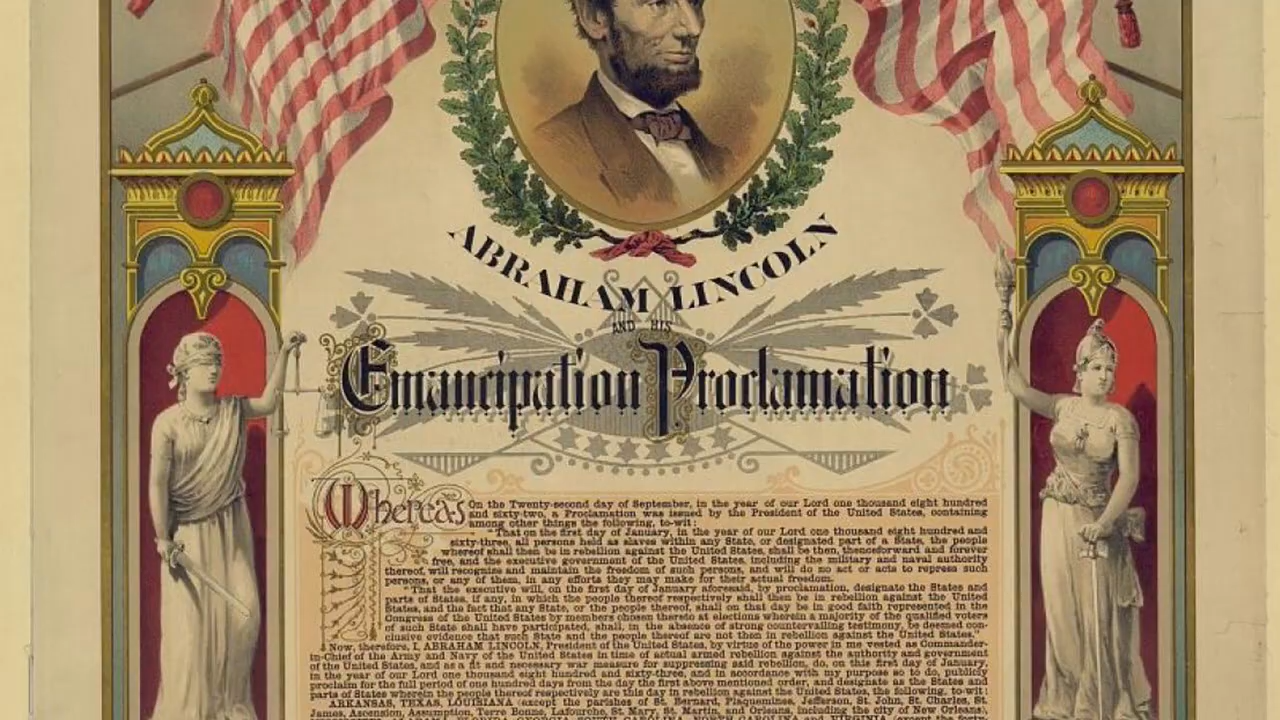 ABRAHAM LINCOLN
AND HIS
Emancipation Proclamation
Whereas On the Twenty-second day of September, in the year of our Lord one thousand eight hundred
and sixty-two, a Proclamation was issued by the President of the United States, containing
among other things the following, to-wit:
"That on the first day of January, in the year of our Lord one thousand eight hundred and
sixty-three, all persons held as slaves within any State, or designated part of a State, the people
whereof shall then be in rebellion against the United States, shall be then, thenceforward and forever
free, and the executive government of the United States, including the military and naval authority
thereof, will recognize and maintain the freedom of such persons, and will do no act or acts to repress such
persons, or any of them, in any efforts they may make for their actual freedom.
"That the executive will, on the first day of January aforesaid, by proclamation, designate the States and
parts of States, if any, in which the people thereof respectively shall then be in rebellion against the United
States, and the fact that any State, or the people thereof, shall on that day be in good faith represented in the
Congress of the United States by members chosen thereto at elections wherein a majority of the qualified voters
of such State shall have participated, shall, in the absence of strong countervailing testimony, be deemed con-
clusive evidence that such State and the people thereof are not then in rebellion against the United States."
Now, therefore, I, ABRAHAM LINCOLN, President of the United States, by virtue of the power in me vested as Commander-
in-Chief of the Army and Navy of the United States in time of actual armed rebellion against the authority and government
of the United States, and as a fit and necessary war measure for suppressing said rebellion, do, on this first day of January,
in the year of our Lord one thousand eight hundred and sixty-three, and in accordance with my purpose so to do, publicly
proclaim for the full period of one hundred days from the day the first above mentioned order, and designate as the States and
parts of States wherein the people thereof respectively are this day in rebellion against the United States, the following, to-wit:
ARKANSAS, TEXAS, LOUISIANA (except the parishes of St. Bernard, Plaquemines, Jefferson, St. John, St. Charles, St.
James, Ascension, Assumption, Terre Bonne, Lafourche, St. Mary, St. Martin, and Orleans, including the city of New Orleans),
FLORIDA, GEORGIA, SOUTH CAROLINA, NORTH CAROLINA and VIRGINIA (except the forty-